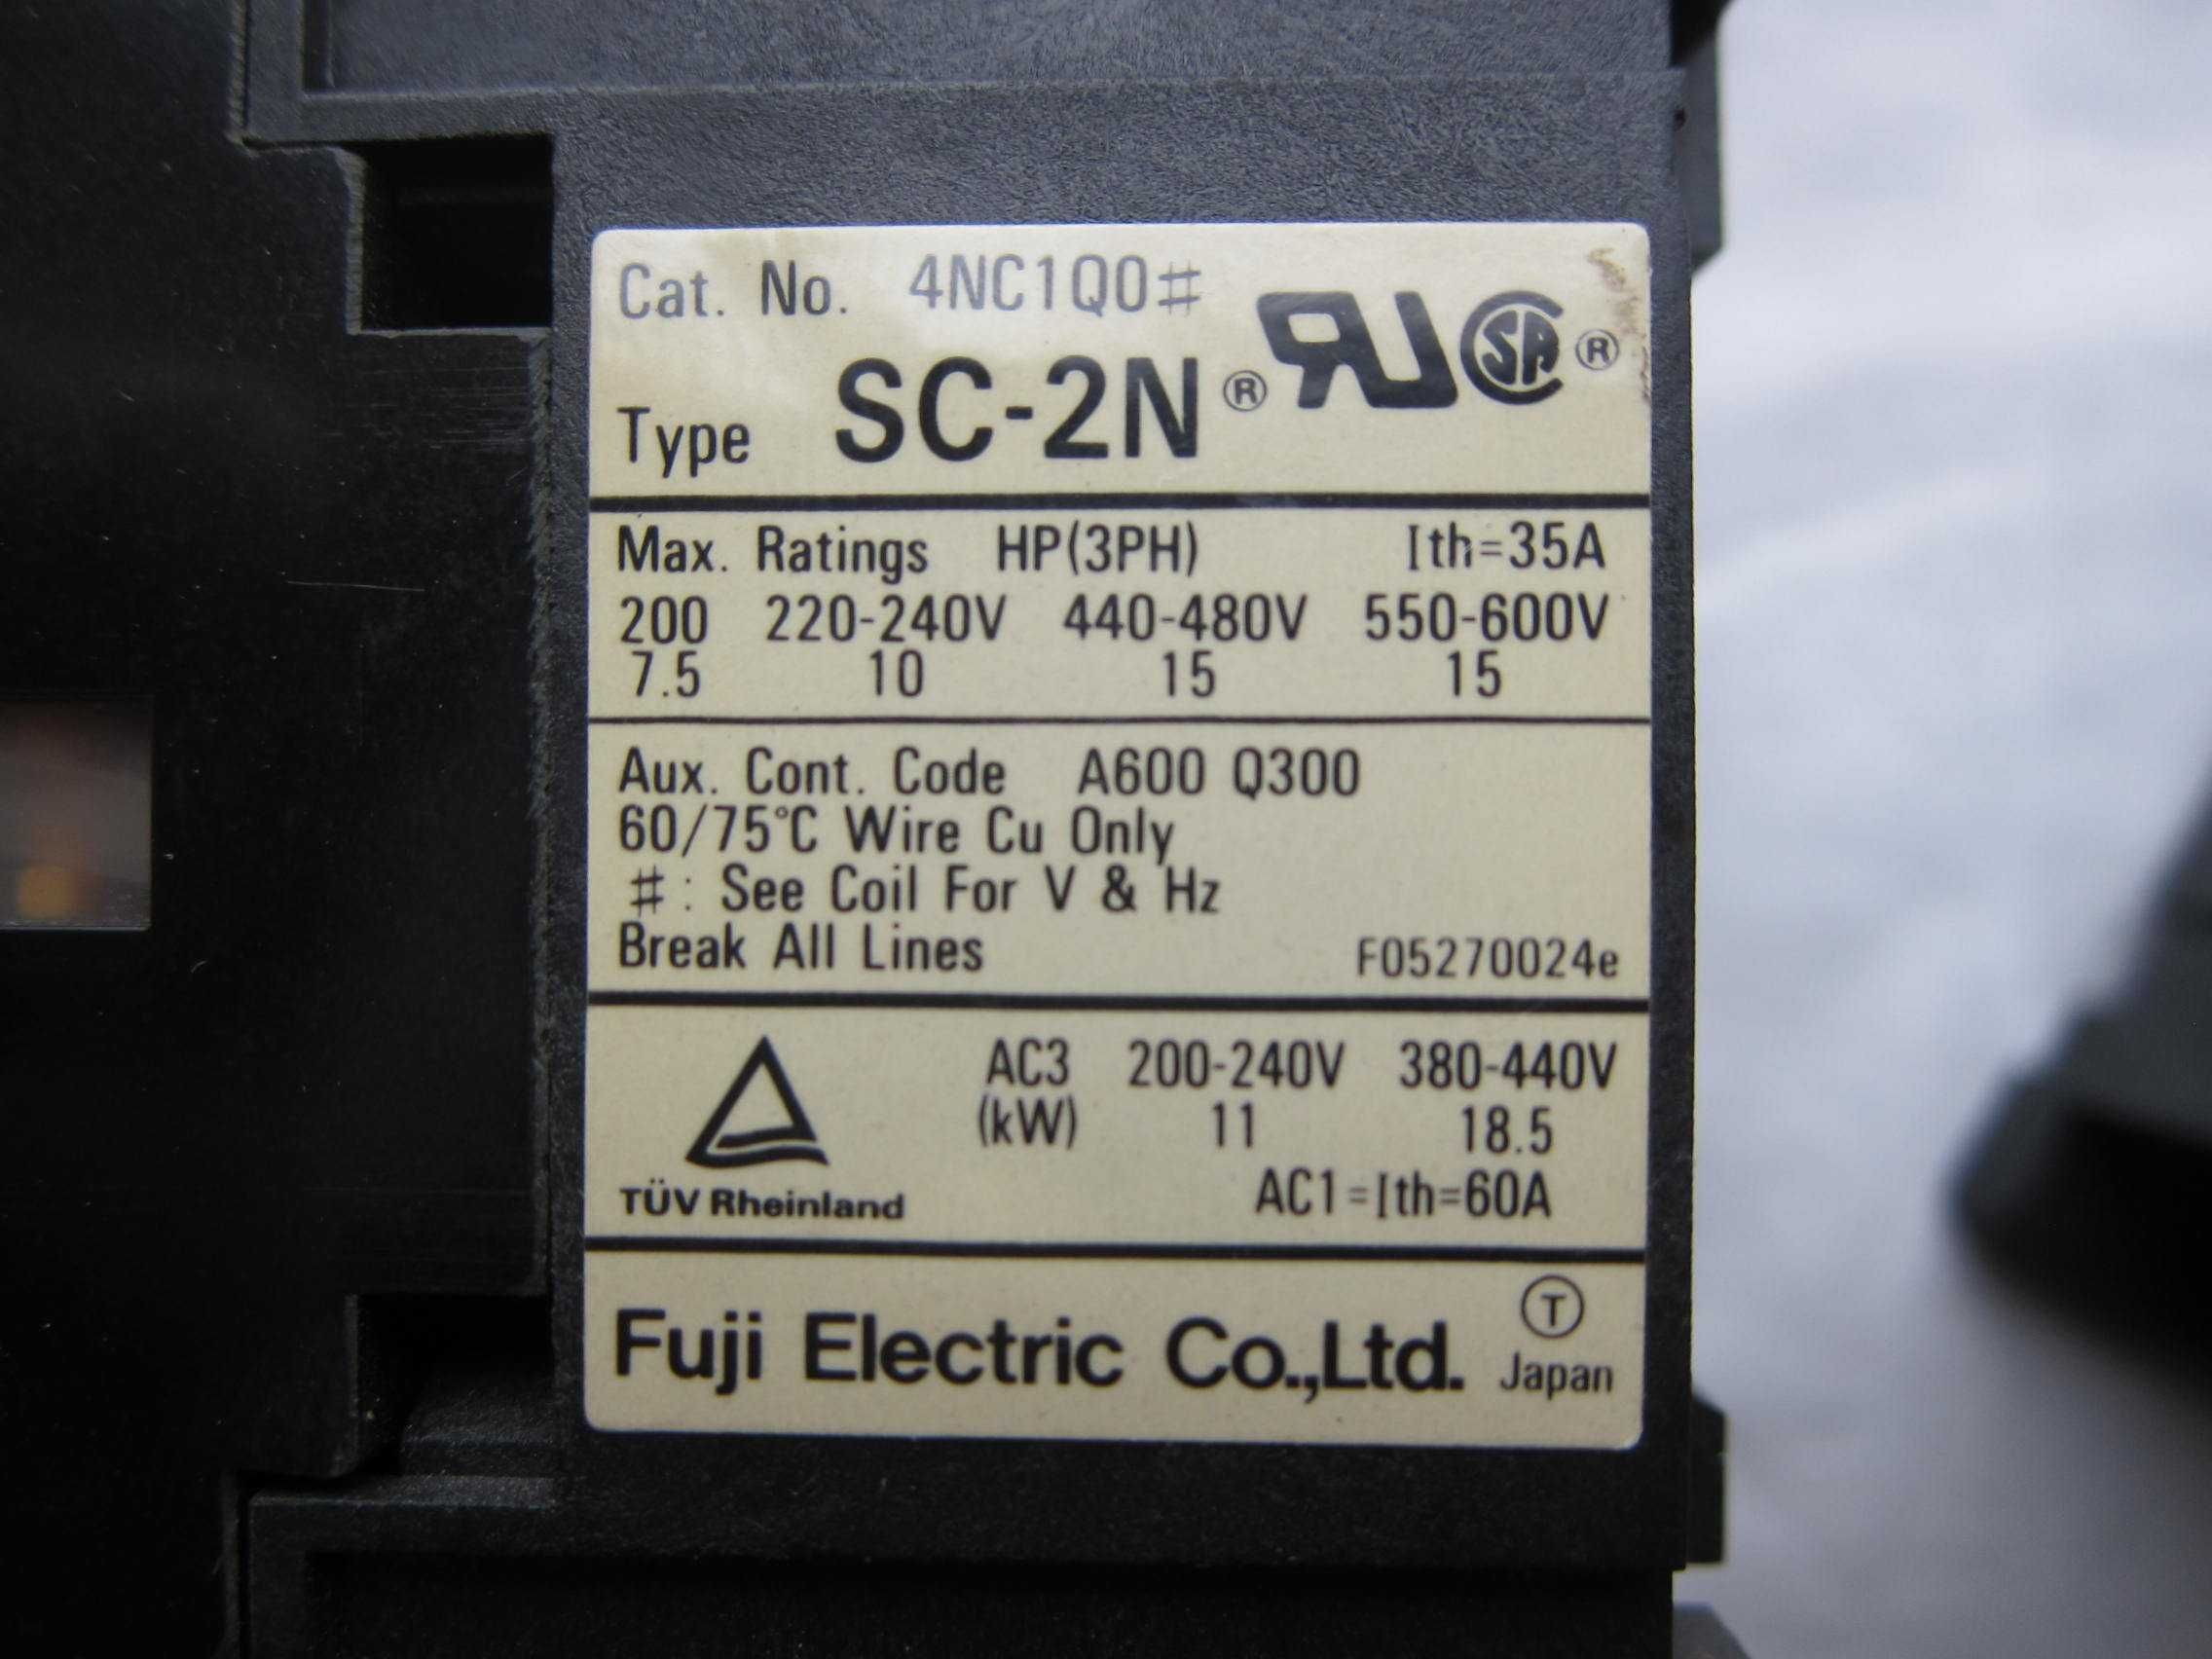 Cat. No. 4NC1Q0#
Type SC-2N ® RU SA ®
Max. Ratings HP(3PH) Ith=35A
200 220-240V 440-480V 550-600V
7.5 10 15 15
Aux. Cont. Code A600 Q300
60/75°C Wire Cu Only
#: See Coil For V & Hz
Break All Lines F05270024e
AC3 200-240V 380-440V
(kW) 11 18.5
TÜV Rheinland AC1=Ith=60A
Fuji Electric Co.,Ltd. T Japan